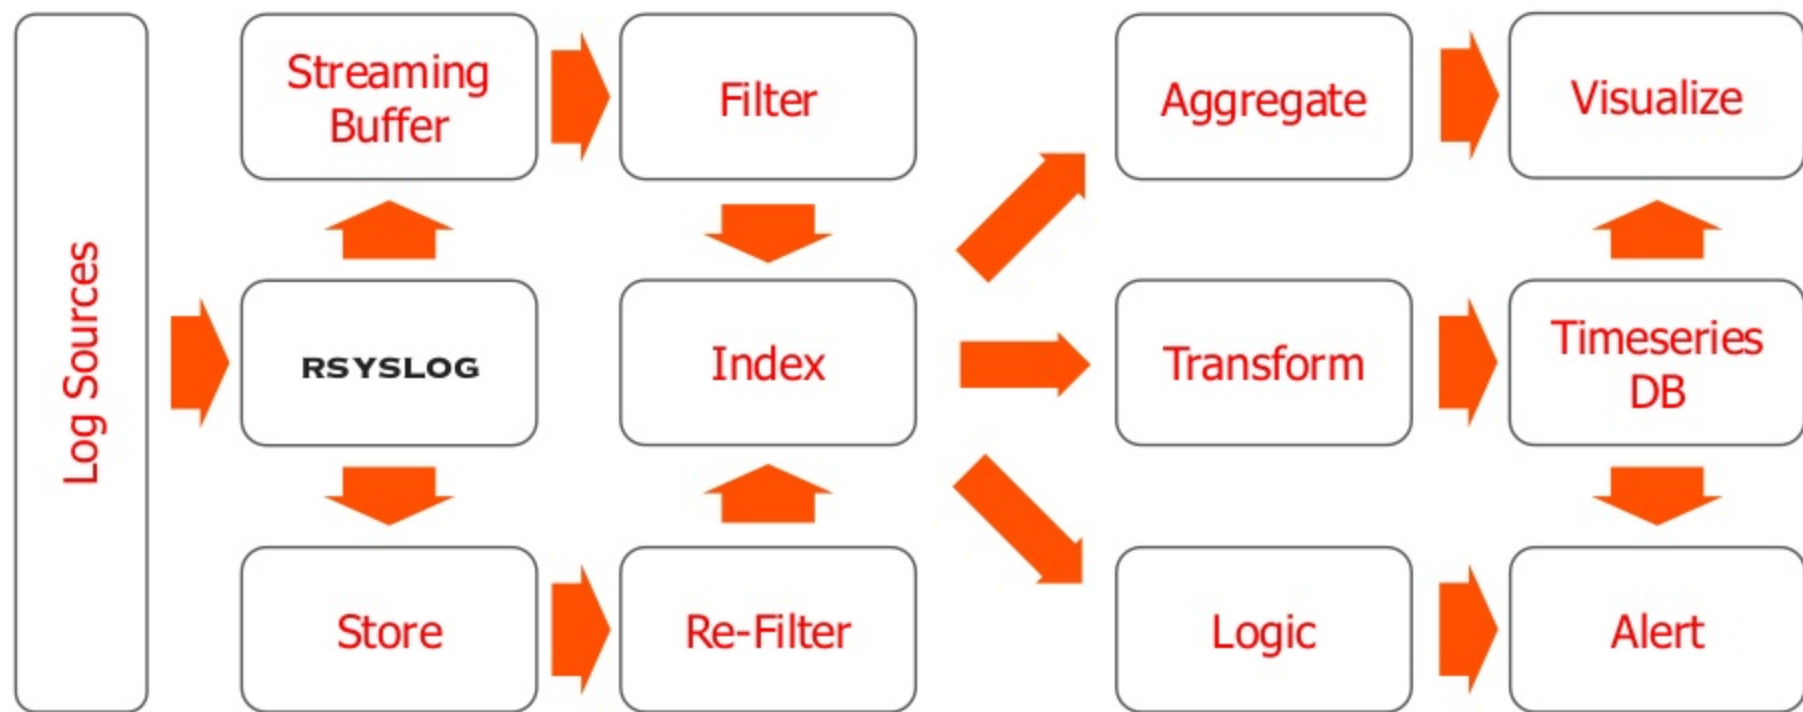 Log Sources
Streaming
Buffer
Filter
Aggregate
Visualize
RSYSLOG
Index
Transform
Timeseries
DB
Store
Re-Filter
Logic
Alert